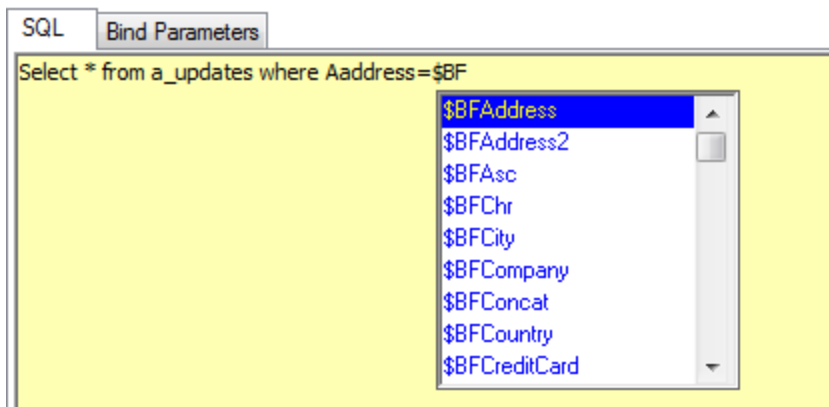 SQL
Bind Parameters
Select * from a_updates where Aaddress=$BF
$BFAddress
$BFAddress2
$BFAsc
$BFChr
$BFCity
$BFCompany
$BFConcat
$BFCountry
$BFCreditCard